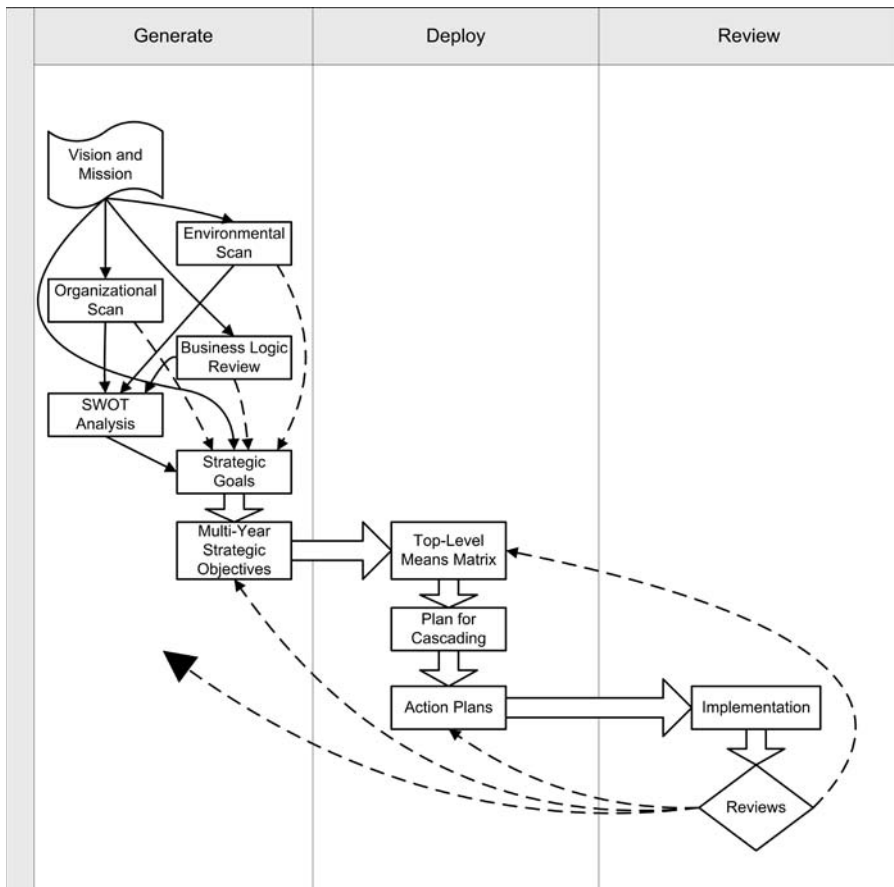 Generate
Deploy
Review
Vision and
Mission
Environmental
Scan
Organizational
Scan
Business Logic
Review
SWOT
Analysis
Strategic
Goals
Multi-Year
Strategic
Objectives
Top-Level
Means Matrix
Plan for
Cascading
Action Plans
Implementation
Reviews